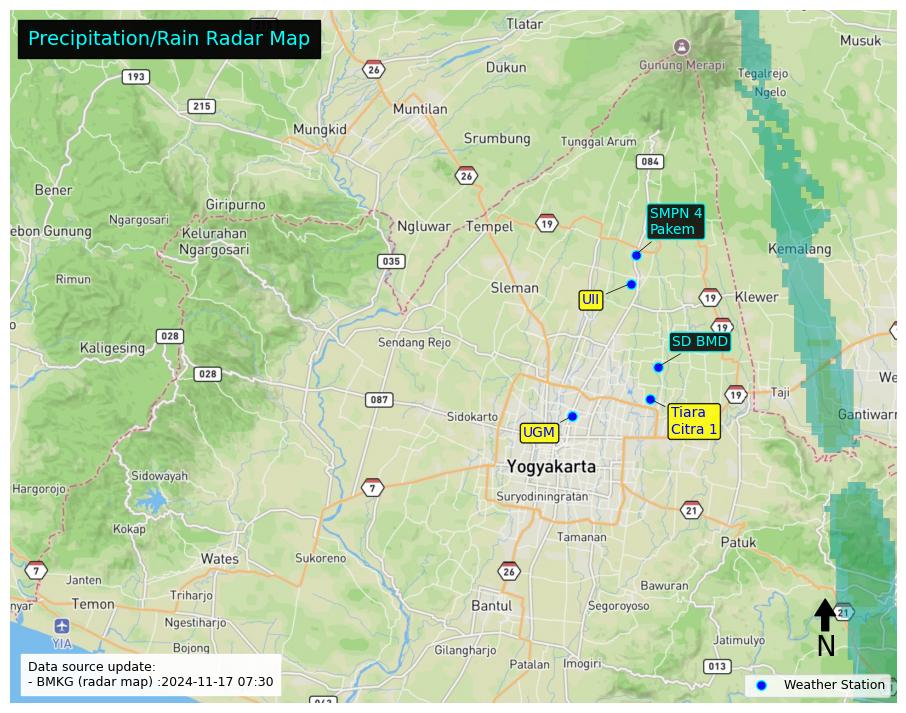 Precipitation/Rain Radar Map
Tlatar
Musuk
26
Dukun
Gunung Merapi
193
Tegalrejo
Ngelo
215
Muntilan
Mungkid
Srumbung
Tunggal Arum
084
26
Bener
Giripurno
Ngargosari
SMPN 4
Pakem
ebon Gunung
Kelurahan
Ngargosari
Ngluwar
Tempel
19
Kemalang
035
Rimun
Sleman
UII
19
Klewer
19
028
Sendang Rejo
SD BMD
Kaligesing
028
We
087
19
Taji
Sidokarto
Tiara
Citra 1
Gantiwarn
UGM
Yogyakarta
Sidowayah
Hargorojo
7
Suryodiningratan
21
Kokap
Tamanan
Patuk
Wates
Sukoreno
7
26
Janten
Bawuran
Triharjo
nyar
Temon
Bantul
Segoroyoso
21
Ngestiharjo
YIA
Jatimulyo
N
Bojong
Gilangharjo
Patalan
Imogiri
013
Data source update:
- BMKG (radar map) :2024-11-17 07:30
Weather Station